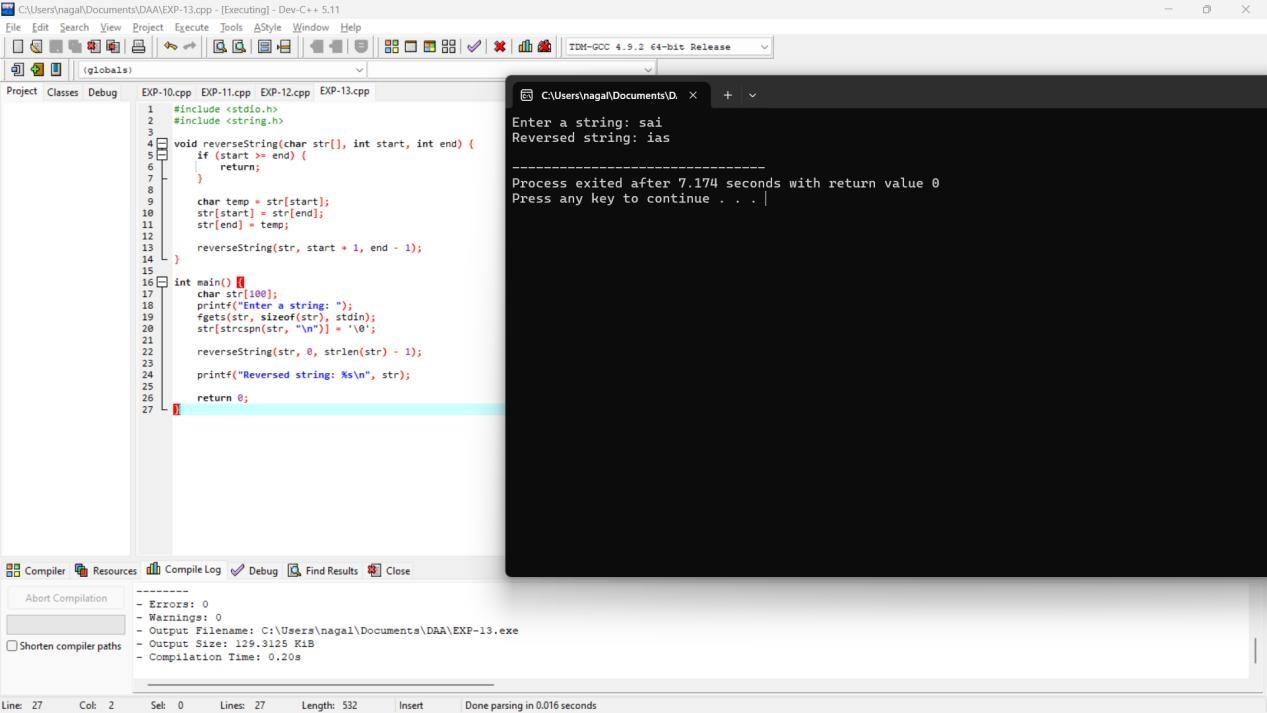 C:\Users\nagal\Documents\DAA\EXP-13.cpp - [Executing] - Dev-C++ 5.11
File Edit Search View Project Execute Tools AStyle Window Help
TDM-GCC 4.9.2 64-bit Release
(globals)
Project Classes Debug
EXP-10.cpp EXP-11.cpp EXP-12.cpp EXP-13.cpp
1 #include <stdio.h>
2 #include <string.h>
3
4 void reverseString(char str[], int start, int end) {
5 if (start >= end) {
6 return;
7 }
8
9 char temp = str[start];
10 str[start] = str[end];
11 str[end] = temp;
12
13 reverseString(str, start + 1, end - 1);
14 }
15
16 int main() {
17 char str[100];
18 printf("Enter a string: ");
19 fgets(str, sizeof(str), stdin);
20 str[strcspn(str, "\n")] = '\0';
21
22 reverseString(str, 0, strlen(str) - 1);
23
24 printf("Reversed string: %s\n", str);
25
26 return 0;
27 }
C:\Users\nagal\Documents\D.
Enter a string: sai
Reversed string: ias
--------------------------------
Process exited after 7.174 seconds with return value 0
Press any key to continue . . .
Compiler Resources Compile Log Debug Find Results Close
Abort Compilation
Shorten compiler paths
--------
- Errors: 0
- Warnings: 0
- Output Filename: C:\Users\nagal\Documents\DAA\EXP-13.exe
- Output Size: 129.3125 KiB
- Compilation Time: 0.20s
Line: 27 Col: 2 Sel: 0 Lines: 27 Length: 532 Insert Done parsing in 0.016 seconds